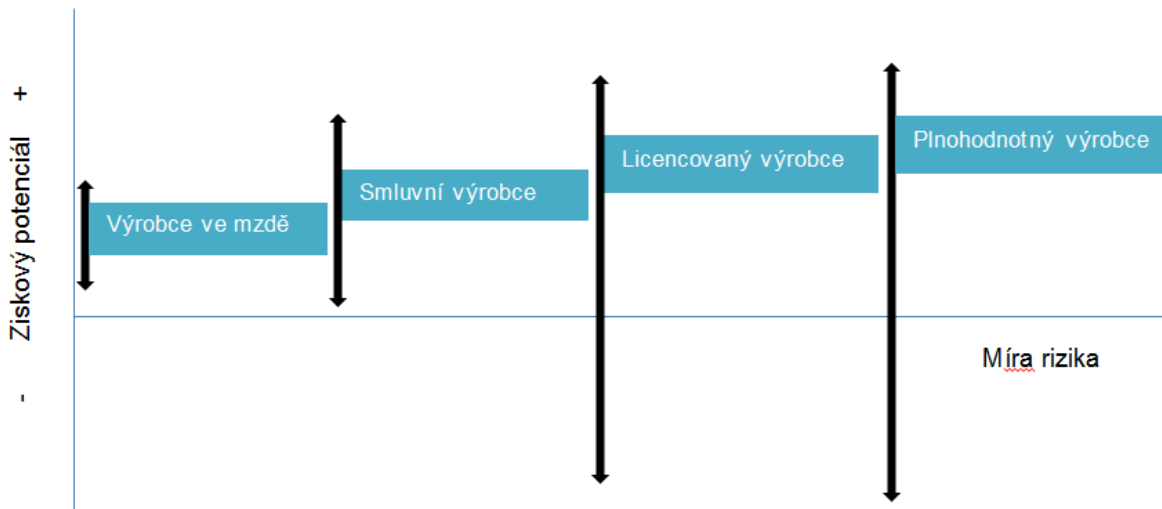 - Ziskový potenciál +
Výrobce ve mzdě
Smluvní výrobce
Licencovaný výrobce
Plnohodnotný výrobce
Míra rizika